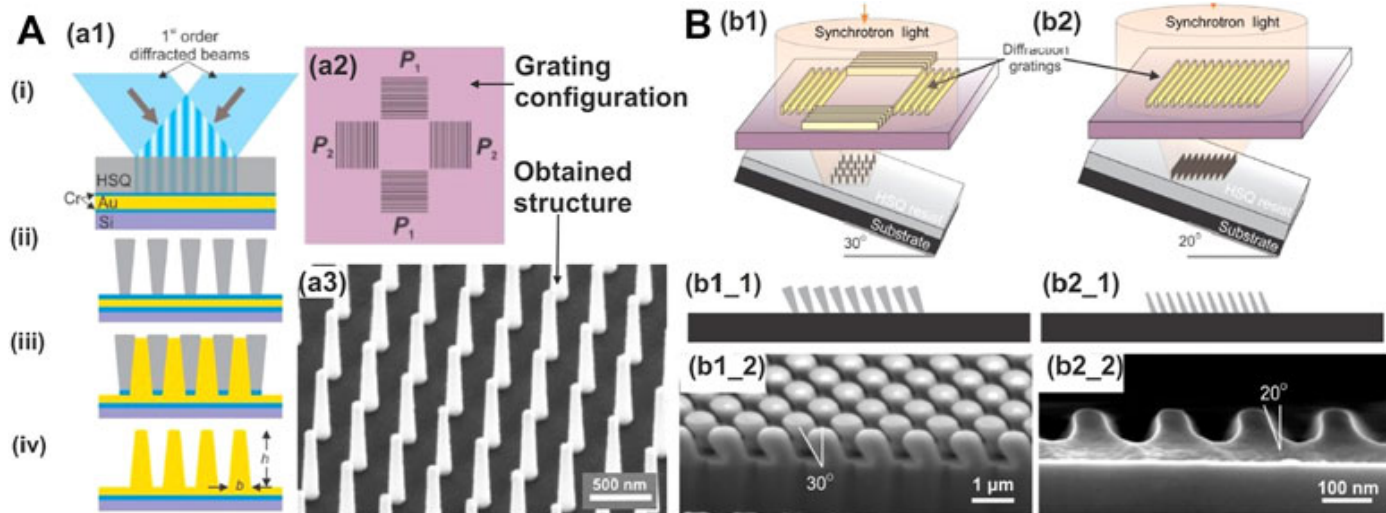 A
(a1)
1st order
diffracted beams
(i)
HSQ
Cr
Au
Si
(ii)
(iii)
(iv)
h
b
(a2)
P1
P2
P2
P1
Grating
configuration
Obtained
structure
(a3)
500 nm
B
(b1)
Synchrotron light
Diffraction
gratings
HSQ resist
Substrate
30°
(b2)
Synchrotron light
HSQ resist
Substrate
20°
(b1_1)
(b2_1)
(b1_2)
30°
1 µm
(b2_2)
20°
100 nm